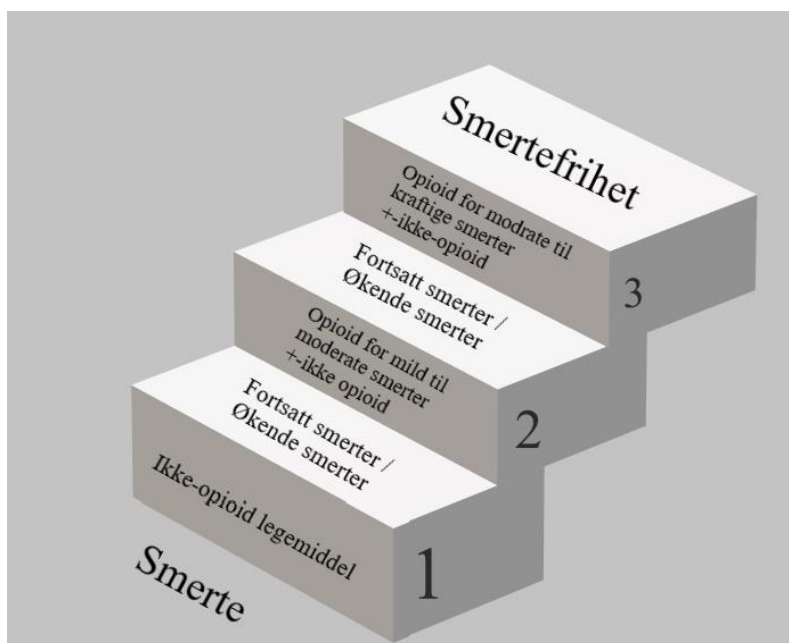 Smertefrihet
Opioid for modrate til
kraftige smerter
+-ikke-opioid
3
Fortsatt smerter /
Økende smerter
Opioid for mild til
moderate smerter
+-ikke opioid
2
Fortsatt smerter /
Økende smerter
Ikke-opioid legemiddel
1
Smerte